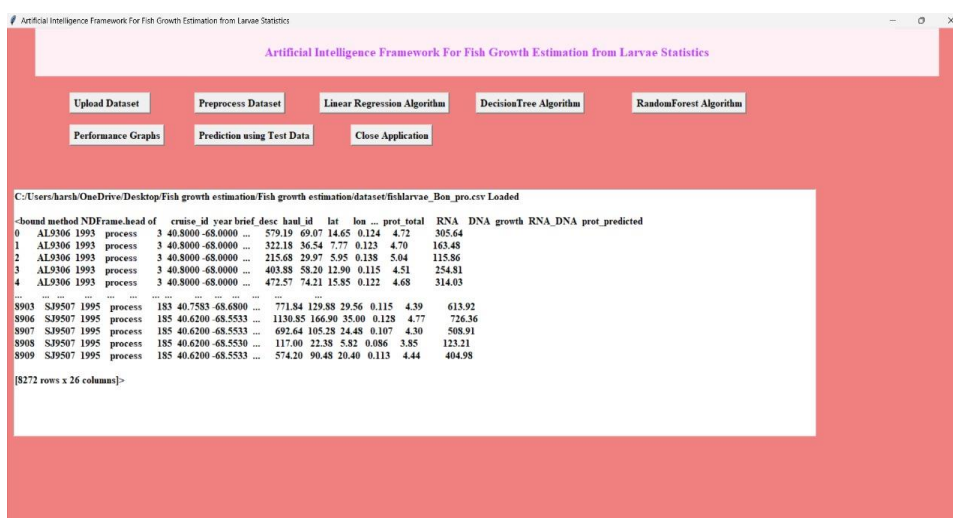 Artificial Intelligence Framework For Fish Growth Estimation from Larvae Statistics
Artificial Intelligence Framework For Fish Growth Estimation from Larvae Statistics
Upload Dataset Preprocess Dataset Linear Regression Algorithm DecisionTree Algorithm RandomForest Algorithm
Performance Graphs Prediction using Test Data Close Application
C:/Users/harsh/OneDrive/Desktop/Fish growth estimation/Fish growth estimation/dataset/fishlarvae_Bon_pro.csv Loaded
<bound method NDFrame.head of cruise_id year brief_desc haul_id lat lon ... prot_total RNA DNA growth RNA_DNA prot_predicted
0 AL9306 1993 process 3 40.8000 -68.0000 ... 579.19 69.07 14.65 0.124 4.72 305.64
1 AL9306 1993 process 3 40.8000 -68.0000 ... 322.18 36.54 7.77 0.123 4.70 163.48
2 AL9306 1993 process 3 40.8000 -68.0000 ... 215.68 29.97 5.95 0.138 5.04 115.86
3 AL9306 1993 process 3 40.8000 -68.0000 ... 403.88 58.20 12.90 0.115 4.51 254.81
4 AL9306 1993 process 3 40.8000 -68.0000 ... 472.57 74.21 15.85 0.122 4.68 314.03
... ... ... ... ... ... ... ... ... ... ... ... ...
8903 SJ9507 1995 process 183 40.7583 -68.6800 ... 771.84 129.88 29.56 0.115 4.39 613.92
8906 SJ9507 1995 process 185 40.6200 -68.5533 ... 1130.85 166.90 35.00 0.128 4.77 726.36
8907 SJ9507 1995 process 185 40.6200 -68.5533 ... 692.64 105.28 24.48 0.107 4.30 508.91
8908 SJ9507 1995 process 185 40.6200 -68.5530 ... 117.00 22.38 5.82 0.086 3.85 123.21
8909 SJ9507 1995 process 185 40.6200 -68.5533 ... 574.20 90.48 20.40 0.113 4.44 404.98
[8272 rows x 26 columns]>